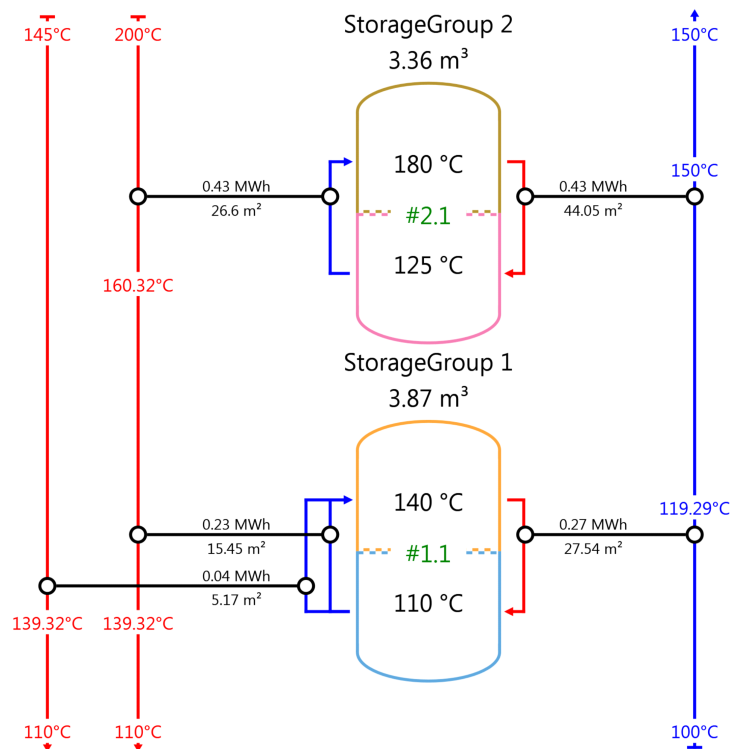 StorageGroup 2
145°C
200°C
150°C
3.36 m³
180 °C
150°C
0.43 MWh
0.43 MWh
26.6 m²
#2.1
44.05 m²
125 °C
160.32°C
StorageGroup 1
3.87 m³
140 °C
119.29°C
0.23 MWh
0.27 MWh
15.45 m²
#1.1
27.54 m²
0.04 MWh
5.17 m²
110 °C
139.32°C
139.32°C
110°C
110°C
100°C